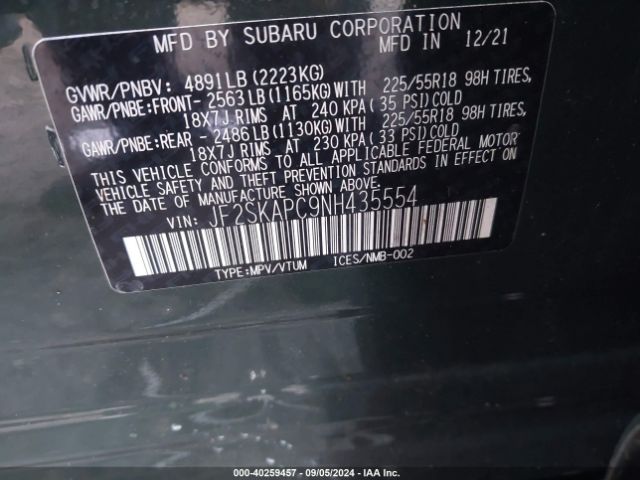 MFD BY SUBARU CORPORATION
MFD IN 12/21
GVWR/PNBV: 4891LB(2223KG)
GAWR/PNBE:FRONT- 2563LB(1165KG)WITH 225/55R18 98H TIRES,
18X7J RIMS AT 240 KPA(35 PSI)COLD
GAWR/PNBE:REAR - 2486LB(1130KG)WITH 225/55R18 98H TIRES,
18X7J RIMS AT 230 KPA(33 PSI)COLD
THIS VEHICLE CONFORMS TO ALL APPLICABLE FEDERAL MOTOR
VEHICLE SAFETY AND THEFT PREVENTION STANDARDS IN EFFECT ON
THE DATE OF MANUFACTURE SHOWN ABOVE.
VIN: JF2SKAPC9NH435554
TYPE:MPV/VTUM ICES/NMB-002
000-40259457 - 09/05/2024 - IAA Inc.